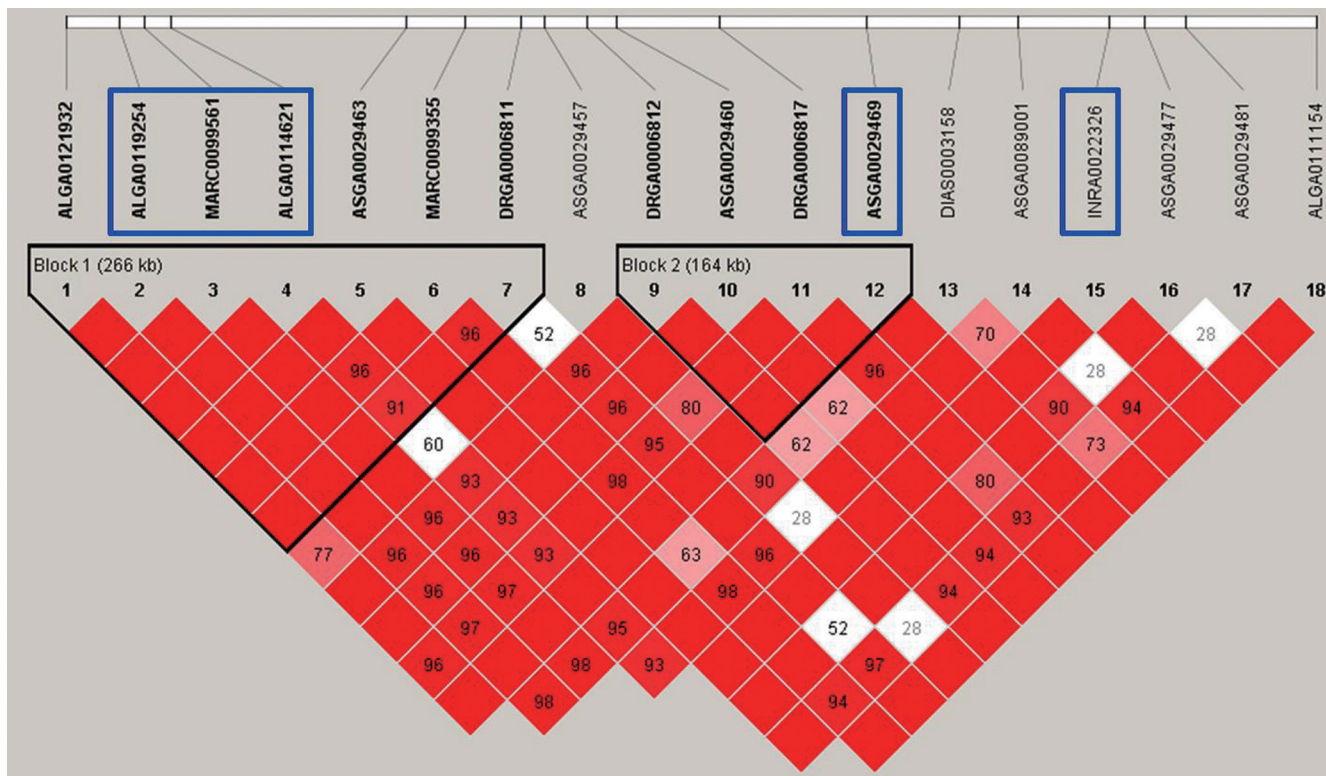 ALGA0121932
ALGA0119254
MARC0099561
ALGA0114621
ASGA0029463
MARC0099355
DRGA0006811
ASGA0029457
DRGA0006812
ASGA0029460
DRGA0006817
ASGA0029469
DIAS0003158
ASGA0089001
INRA0022326
ASGA0029477
ASGA0029481
ALGA0111154
Block 1 (266 kb) Block 2 (164 kb)
1 2 3 4 5 6 7 8 9 10 11 12 13 14 15 16 17 18
96 52 70 28
96 96 96 28
91 96 80 62 90 94
60 95 62 73
93 98 90 80
96 93 28 93
77 96 96 93 63 96 94
96 97 98 94
97 95 52 28
96 98 93 97
98 94